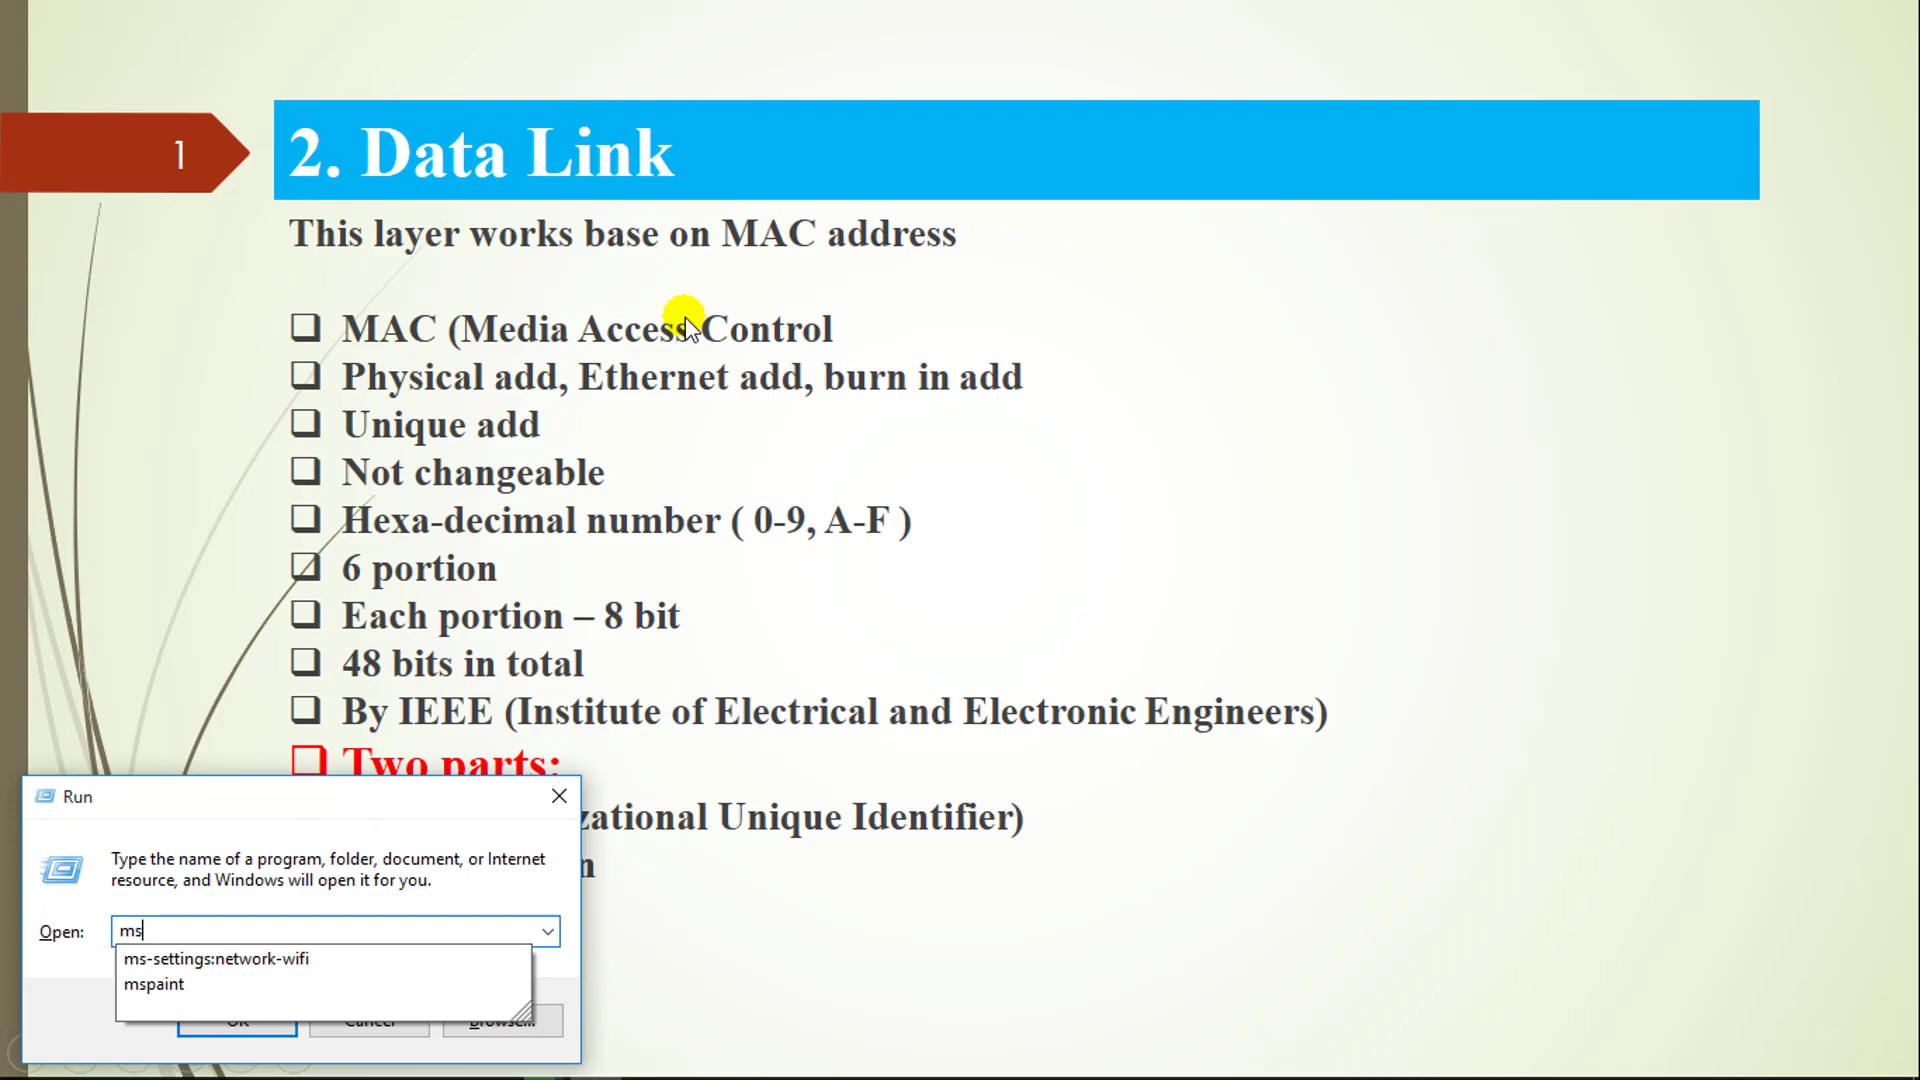 1
2. Data Link
This layer works base on MAC address
MAC (Media Access Control
Physical add, Ethernet add, burn in add
Unique add
Not changeable
Hexa-decimal number ( 0-9, A-F )
6 portion
Each portion – 8 bit
48 bits in total
By IEEE (Institute of Electrical and Electronic Engineers)
Two parts:
zational Unique Identifier)
n
Run
Type the name of a program, folder, document, or Internet
resource, and Windows will open it for you.
Open: ms
ms-settings:network-wifi
mspaint
OK Cancel Browse...